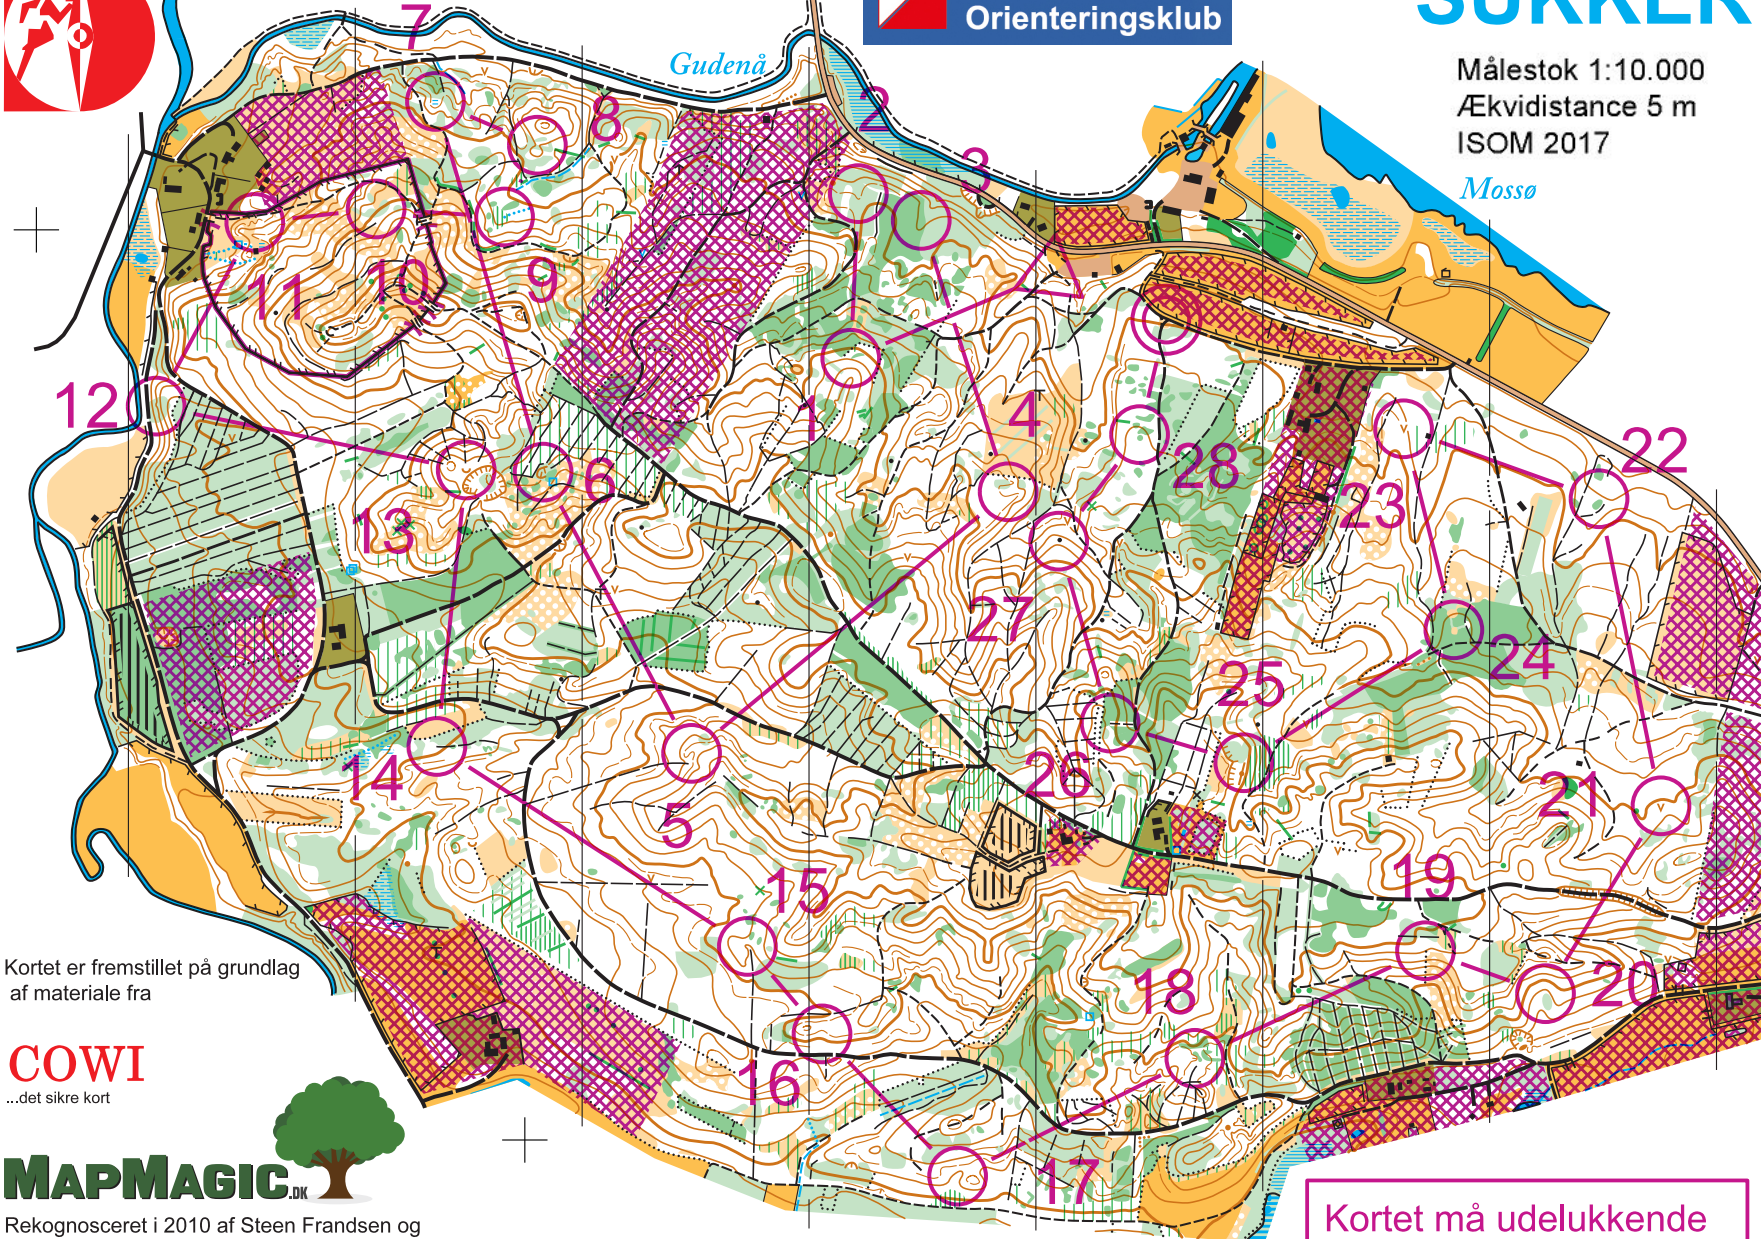 Orienteringsklub
SUKKER
Målestok 1:10.000
Ækvidistance 5 m
ISOM 2017
Gudenå
Mossø
7
8
2
3
9
10
11
12
1
4
6
13
28
22
23
27
24
25
14
5
26
21
15
19
18
20
16
17
Kortet er fremstillet på grundlag
af materiale fra
COWI
...det sikre kort
MAPMAGIC.DK
Rekognosceret i 2010 af Steen Frandsen og
Kortet må udelukkende